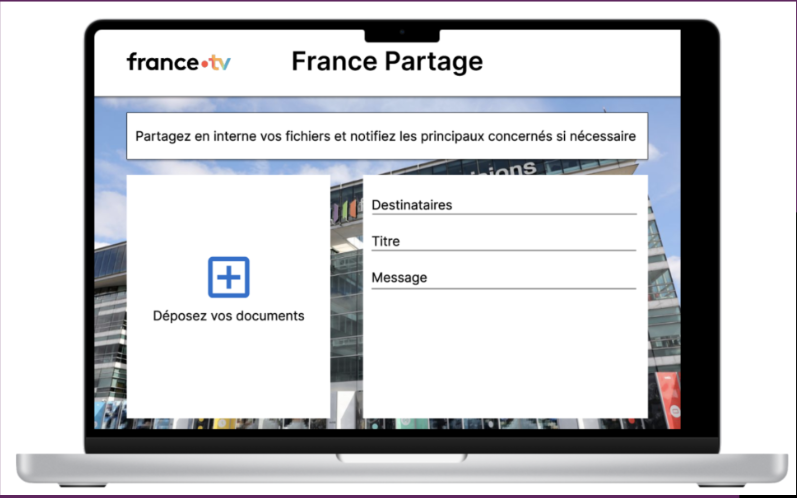 france•tv
France Partage
Partagez en interne vos fichiers et notifiez les principaux concernés si nécessaire
Destinataires
Titre
Message
Déposez vos documents